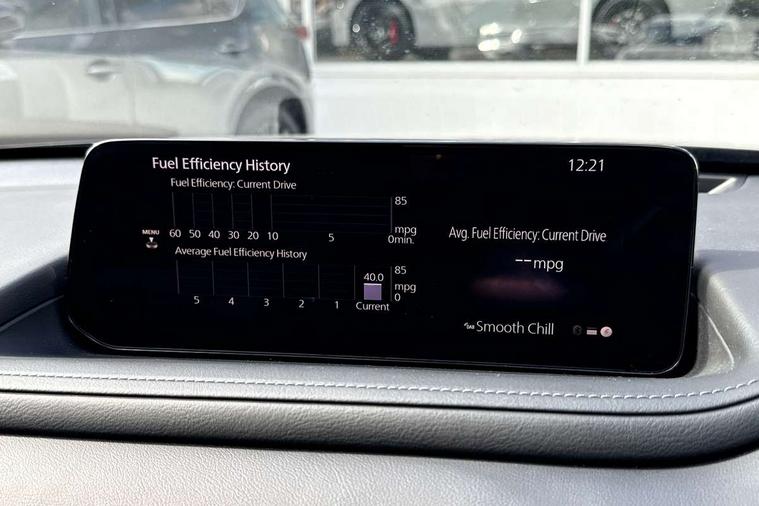 Fuel Efficiency History
12:21
Fuel Efficiency: Current Drive
85
mpg
MENU
60 50 40 30 20 10 5 0min.
Average Fuel Efficiency History
40.0
85
mpg
0
5 4 3 2 1 Current
Avg. Fuel Efficiency: Current Drive
--mpg
DAB Smooth Chill